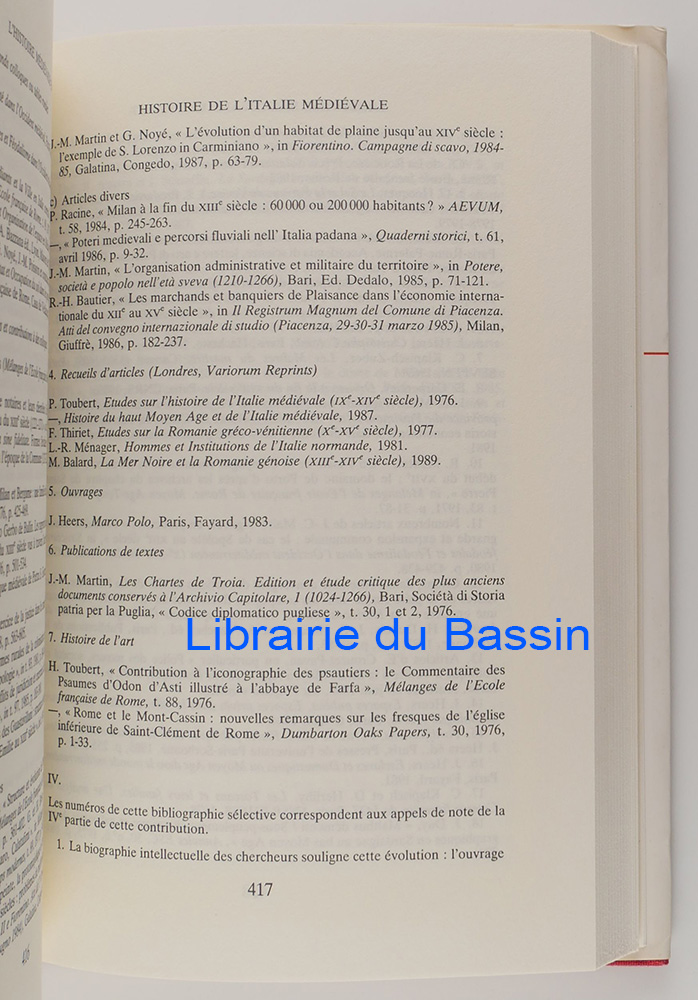 HISTOIRE DE L'ITALIE MÉDIÉVALE
J.-M. Martin et G. Noyé, « L'évolution d'un habitat de plaine jusqu'au XIVe siècle :
l'exemple de S. Lorenzo in Carminiano », in Fiorentino. Campagne di scavo, 1984-
85, Galatina, Congedo, 1987, p. 63-79.
c) Articles divers
P. Racine, « Milan à la fin du XIIIe siècle : 60000 ou 200000 habitants ? » AEVUM,
t. 58, 1984, p. 245-263.
—, « Poteri medievali e percorsi fluviali nell' Italia padana », Quaderni storici, t. 61,
avril 1986, p. 9-32.
J.-M. Martin, « L'organisation administrative et militaire du territoire », in Potere,
società e popolo nell'età sveva (1210-1266), Bari, Ed. Dedalo, 1985, p. 71-121.
R.-H. Bautier, « Les marchands et banquiers de Plaisance dans l'économie interna-
tionale du XIIe au XVe siècle », in Il Registrum Magnum del Comune di Piacenza.
Atti del convegno internazionale di studio (Piacenza, 29-30-31 marzo 1985), Milan,
Giuffrè, 1986, p. 182-237.
4. Recueils d'articles (Londres, Variorum Reprints)
P. Toubert, Etudes sur l'histoire de l'Italie médiévale (IXe-XIVe siècle), 1976.
—, Histoire du haut Moyen Age et de l'Italie médiévale, 1987.
F. Thiriet, Etudes sur la Romanie gréco-vénitienne (Xe-XVe siècle), 1977.
L.-R. Ménager, Hommes et Institutions de l'Italie normande, 1981.
M. Balard, La Mer Noire et la Romanie génoise (XIIIe-XIVe siècle), 1989.
5. Ouvrages
J. Heers, Marco Polo, Paris, Fayard, 1983.
6. Publications de textes
J.-M. Martin, Les Chartes de Troia. Edition et étude critique des plus anciens
documents conservés à l'Archivio Capitolare, 1 (1024-1266), Bari, Società di Storia
patria per la Puglia, « Codice diplomatico pugliese », t. 30, 1 et 2, 1976.
Librairie du Bassin
7. Histoire de l'art
H. Toubert, « Contribution à l'iconographie des psautiers : le Commentaire des
Psaumes d'Odon d'Asti illustré à l'abbaye de Farfa », Mélanges de l'Ecole
française de Rome, t. 88, 1976.
—, « Rome et le Mont-Cassin : nouvelles remarques sur les fresques de l'église
inférieure de Saint-Clément de Rome », Dumbarton Oaks Papers, t. 30, 1976,
p. 1-33.
IV.
Les numéros de cette bibliographie sélective correspondent aux appels de note de la
IVe partie de cette contribution.
1. La biographie intellectuelle des chercheurs souligne cette évolution : l'ouvrage
417